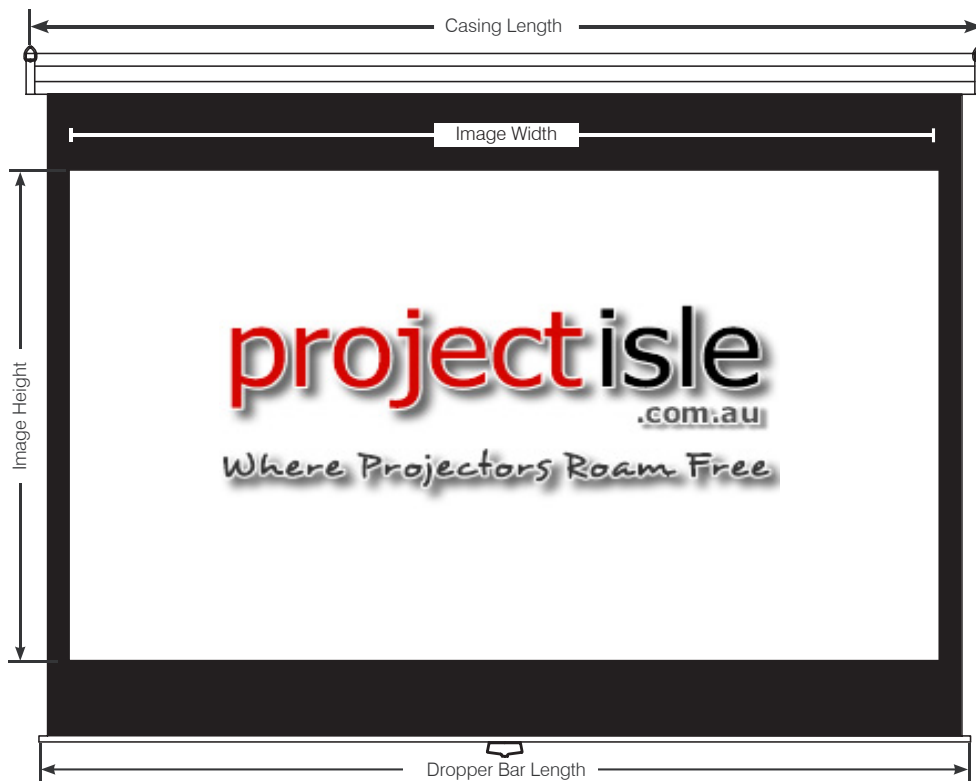 Casing Length
Image Width
Image Height
projectisle
.com.au
Where Projectors Roam Free
Dropper Bar Length